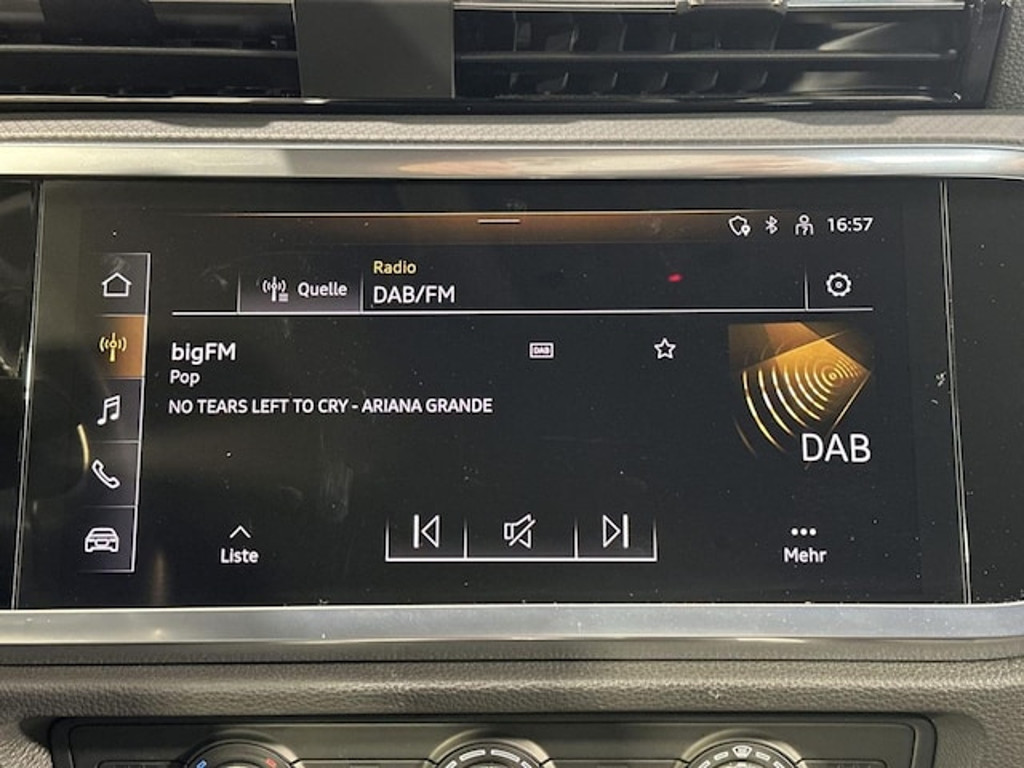 16:57
Radio
Quelle
DAB/FM
bigFM
DAB
Pop
NO TEARS LEFT TO CRY - ARIANA GRANDE
DAB
Liste
Mehr